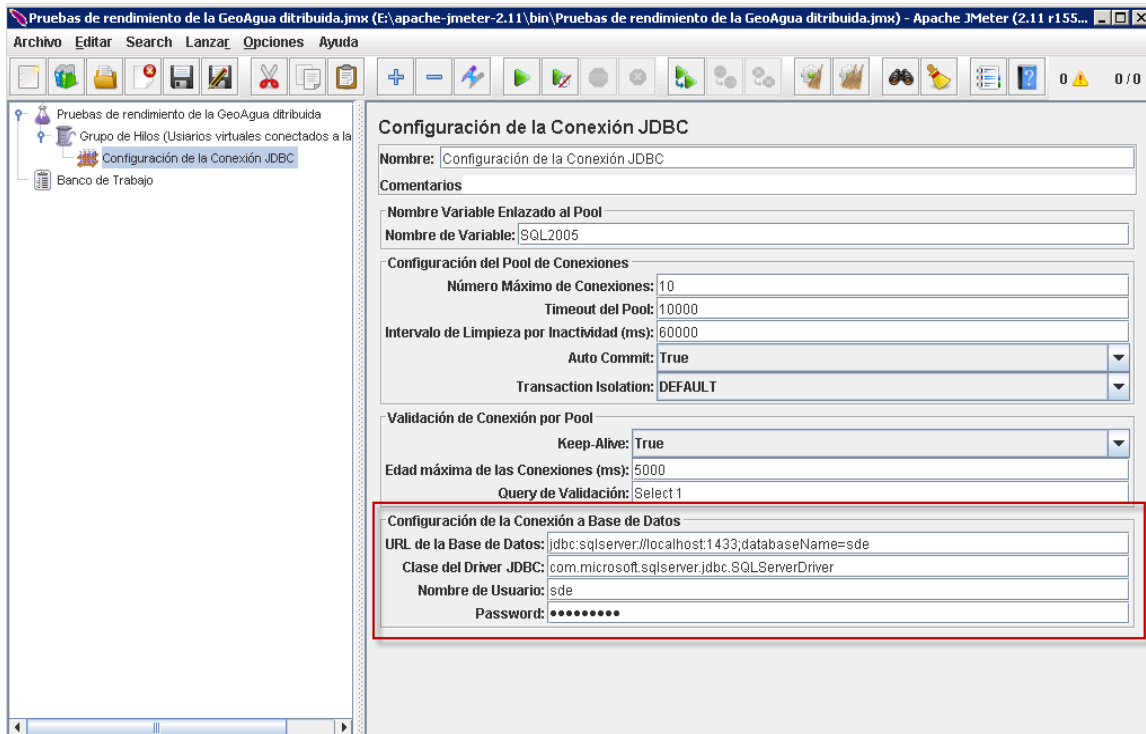 Pruebas de rendimiento de la GeoAgua ditribuida.jmx (E:\apache-jmeter-2.11\bin\Pruebas de rendimiento de la GeoAgua ditribuida.jmx) - Apache JMeter (2.11 r155...
Archivo Editar Search Lanzar Opciones Ayuda
0 0 / 0
Pruebas de rendimiento de la GeoAgua ditribuida
Grupo de Hilos (Usiarios virtuales conectados a la
Configuración de la Conexión JDBC
Banco de Trabajo
Configuración de la Conexión JDBC
Nombre: Configuración de la Conexión JDBC
Comentarios
Nombre Variable Enlazado al Pool
Nombre de Variable: SQL2005
Configuración del Pool de Conexiones
Número Máximo de Conexiones: 10
Timeout del Pool: 10000
Intervalo de Limpieza por Inactividad (ms): 60000
Auto Commit: True
Transaction Isolation: DEFAULT
Validación de Conexión por Pool
Keep-Alive: True
Edad máxima de las Conexiones (ms): 5000
Query de Validación: Select 1
Configuración de la Conexión a Base de Datos
URL de la Base de Datos: jdbc:sqlserver://localhost:1433;databaseName=sde
Clase del Driver JDBC: com.microsoft.sqlserver.jdbc.SQLServerDriver
Nombre de Usuario: sde
Password: •••••••••